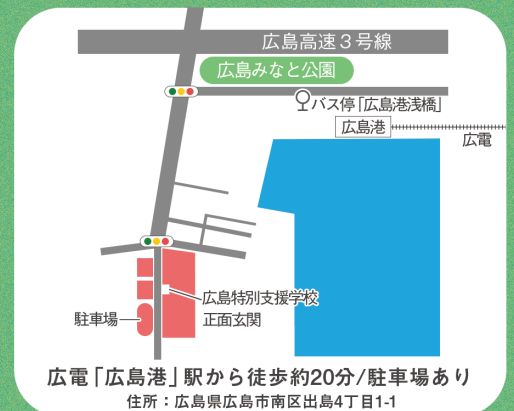 広島高速３号線
広島みなと公園
バス停「広島港浅橋」
広島港
広電
広島特別支援学校
正面玄関
駐車場
広電「広島港」駅から徒歩約20分/駐車場あり
住所：広島県広島市南区出島4丁目1-1